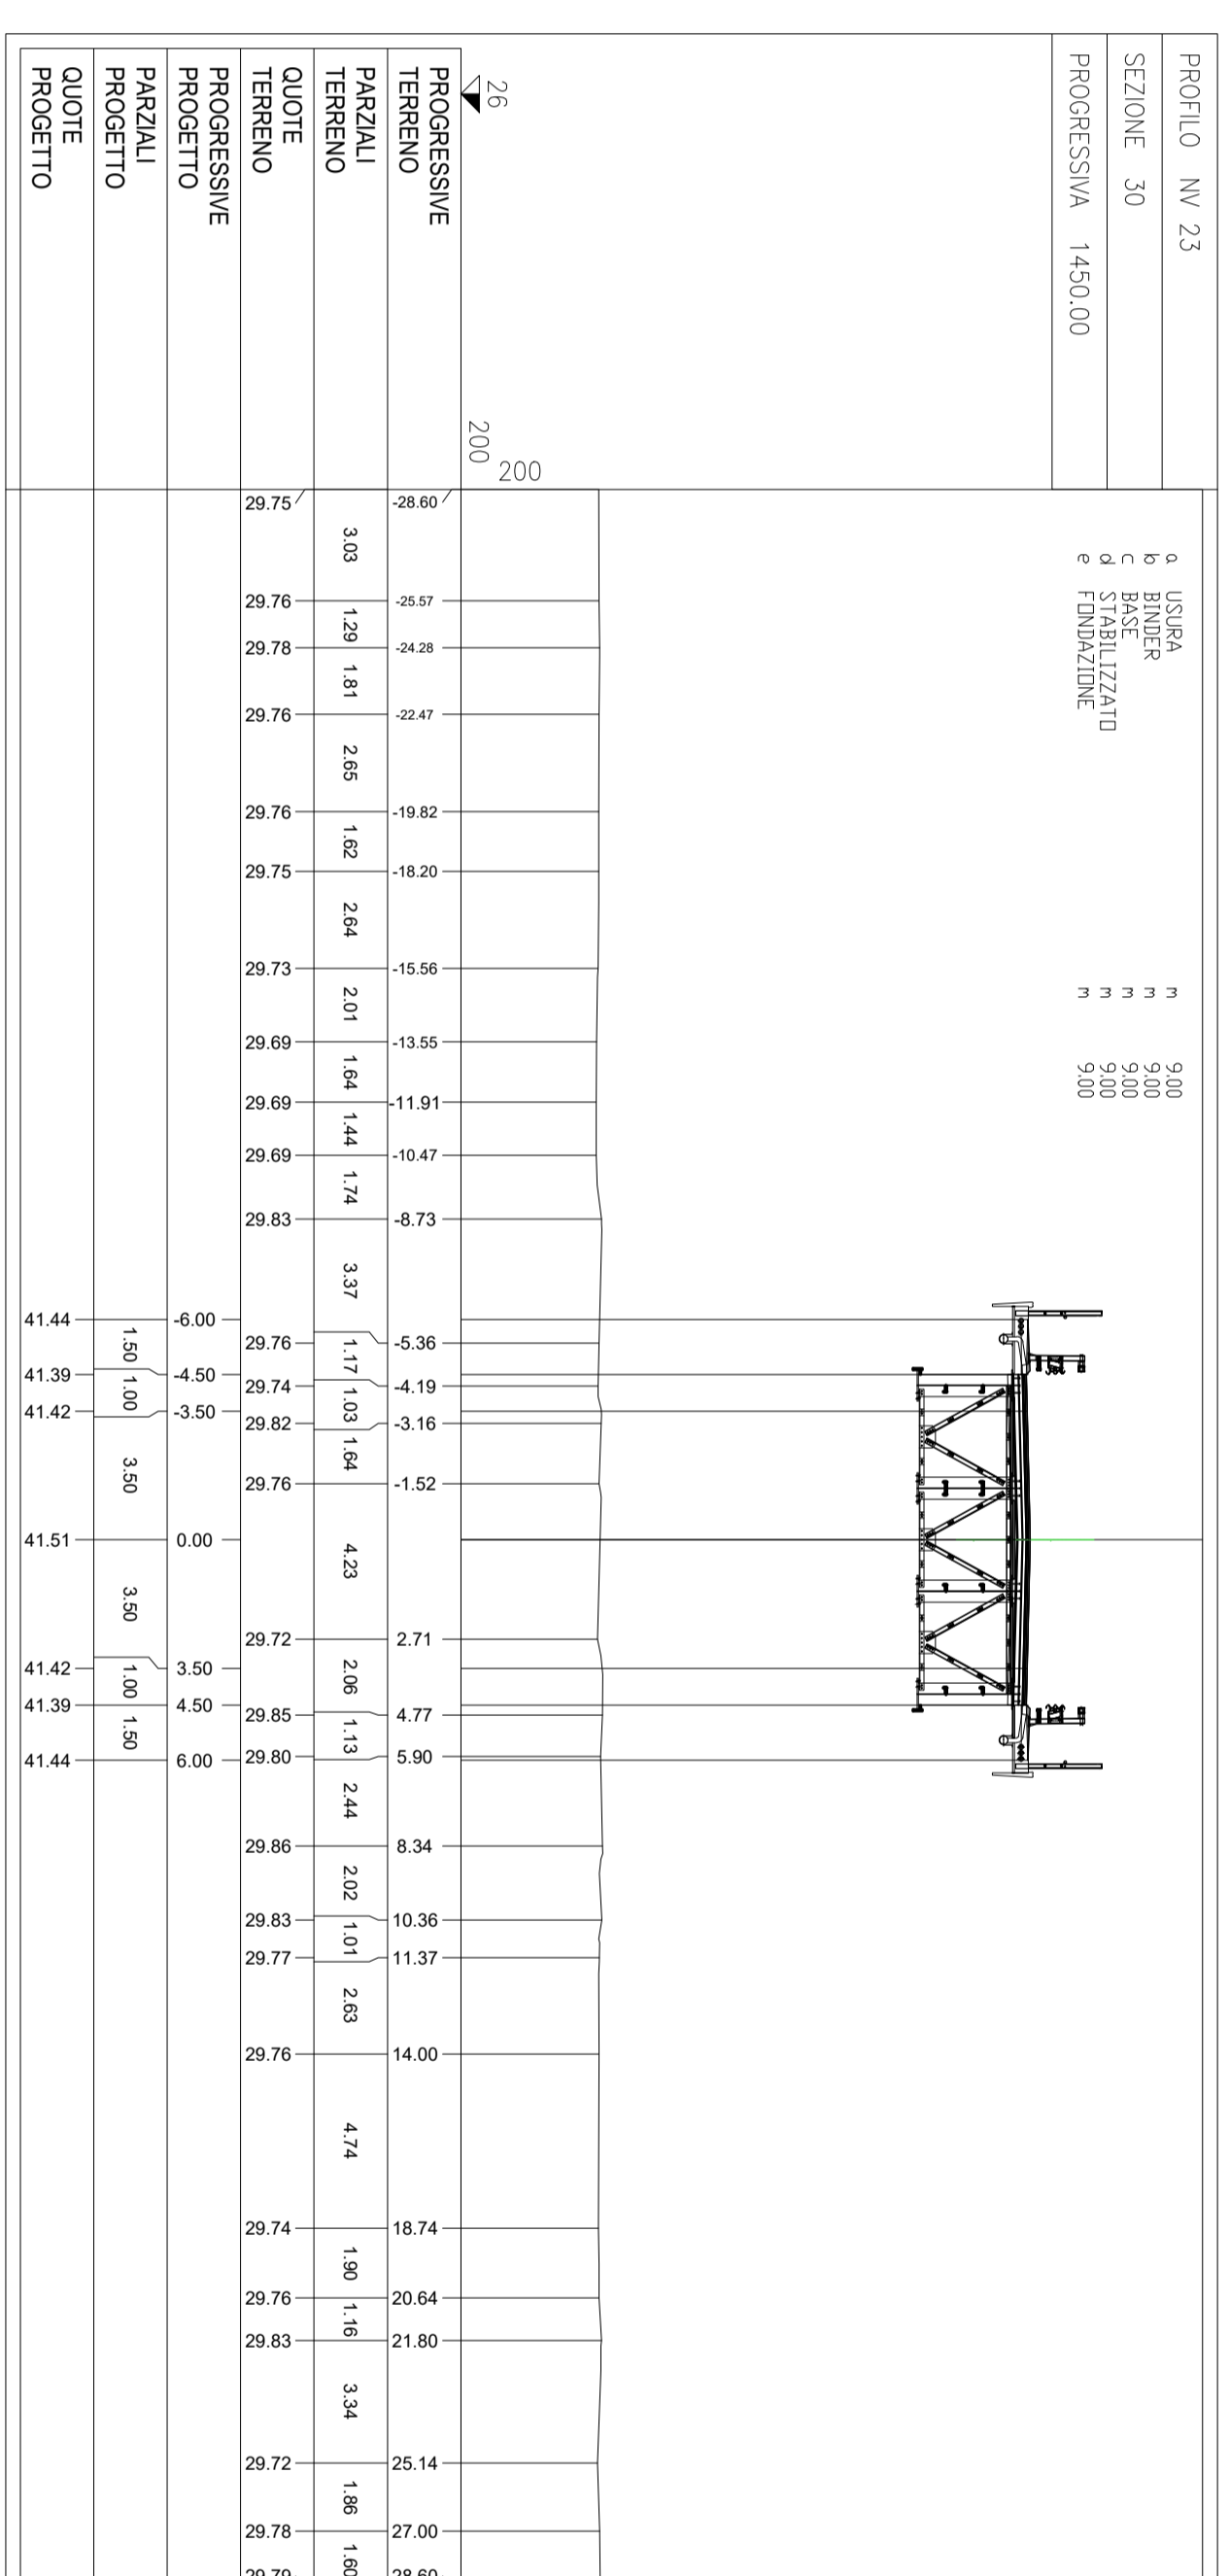 PROFILO NV 23
SEZIONE 30
PROGRESSIVA 1450.00
a USURA m 9.00
b BINDER m 9.00
c BASE m 9.00
d STABILIZZATO m 9.00
e FONDAZIONE m 9.00
200
200
26
PROGRESSIVE
TERRENO
-28.60 -25.57 -24.28 -22.47 -19.82 -18.20 -15.56 -13.55 -11.91 -10.47 -8.73 -5.36 -4.19 -3.16 -1.52 2.71 4.77 5.90 8.34 10.36 11.37 14.00 18.74 20.64 21.80 25.14 27.00 28.60
PARZIALI
TERRENO
3.03 1.29 1.81 2.65 1.62 2.64 2.01 1.64 1.44 1.74 3.37 1.17 1.03 1.64 4.23 2.06 1.13 2.44 2.02 1.01 2.63 4.74 1.90 1.16 3.34 1.86 1.60
QUOTE
TERRENO
29.75 29.76 29.78 29.76 29.76 29.75 29.73 29.69 29.69 29.69 29.83 29.76 29.74 29.82 29.76 29.72 29.85 29.80 29.86 29.83 29.77 29.76 29.74 29.76 29.83 29.72 29.78 29.79
PROGRESSIVE
PROGETTO
-6.00 -4.50 -3.50 0.00 3.50 4.50 6.00
PARZIALI
PROGETTO
1.50 1.00 3.50 3.50 1.00 1.50
QUOTE
PROGETTO
41.44 41.39 41.42 41.51 41.42 41.39 41.44